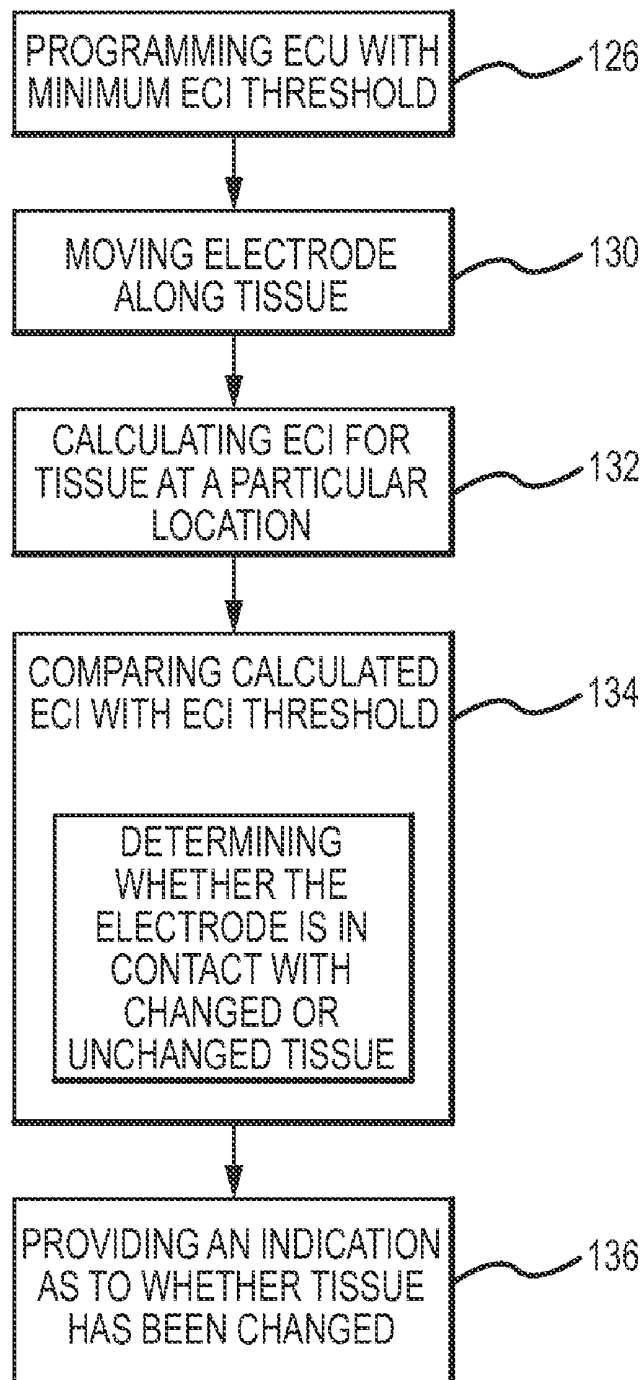 PROGRAMMING ECU WITH
MINIMUM ECI THRESHOLD
126
MOVING ELECTRODE
ALONG TISSUE
130
CALCULATING ECI FOR
TISSUE AT A PARTICULAR
LOCATION
132
COMPARING CALCULATED
ECI WITH ECI THRESHOLD
134
DETERMINING
WHETHER THE
ELECTRODE IS IN
CONTACT WITH
CHANGED OR
UNCHANGED TISSUE
PROVIDING AN INDICATION
AS TO WHETHER TISSUE
HAS BEEN CHANGED
136